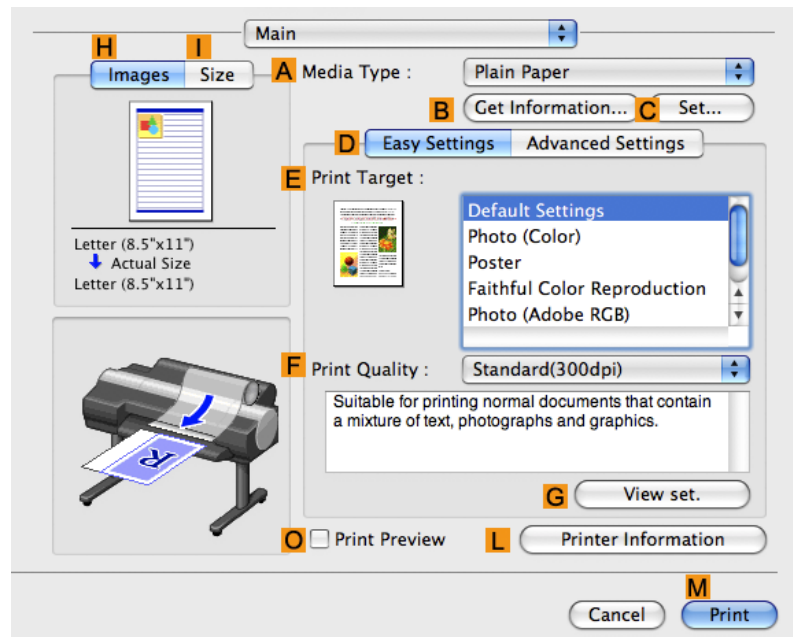 Main
H
I
Images
Size
A
Media Type :
Plain Paper
B
Get Information...
C
Set...
D
Easy Settings
Advanced Settings
E
Print Target :
Default Settings
Photo (Color)
Poster
Faithful Color Reproduction
Photo (Adobe RGB)
Letter (8.5"x11")
Actual Size
Letter (8.5"x11")
F
Print Quality :
Standard(300dpi)
Suitable for printing normal documents that contain
a mixture of text, photographs and graphics.
R
G
View set.
O
Print Preview
L
Printer Information
M
Cancel
Print